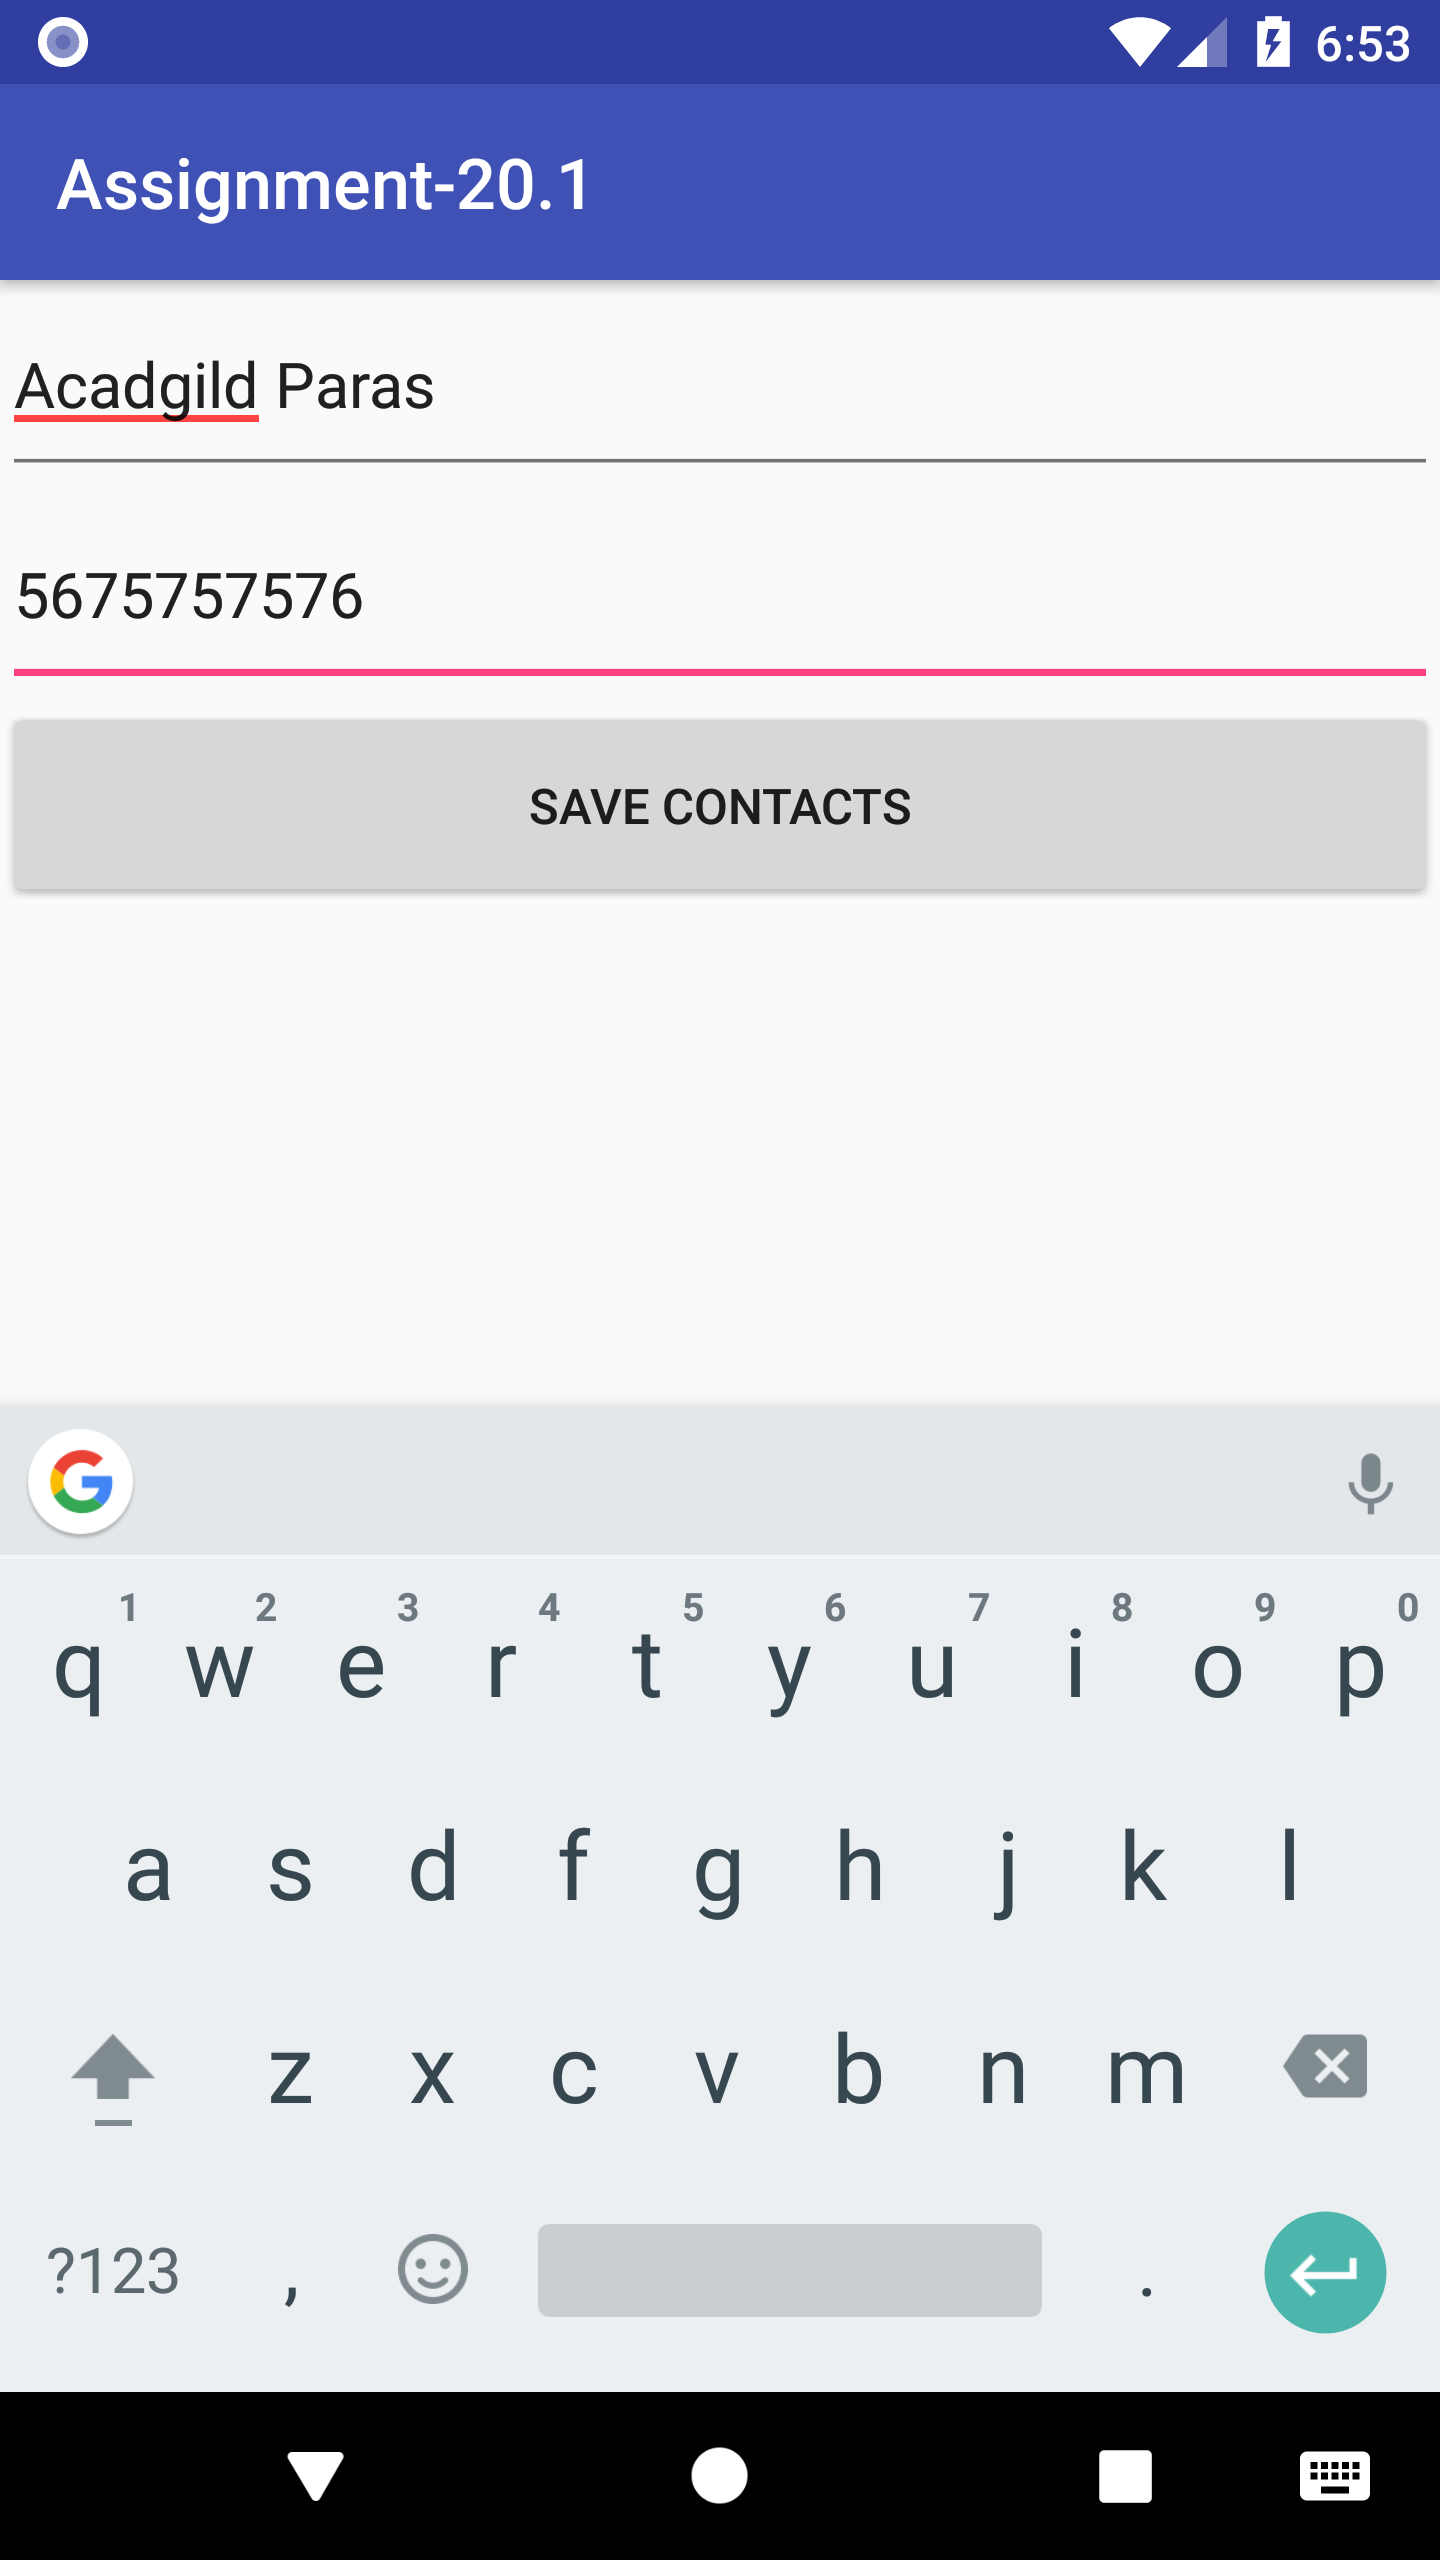 6:53
Assignment-20.1
Acadgild Paras
5675757576
SAVE CONTACTS
1 2 3 4 5 6 7 8 9 0
q w e r t y u i o p
a s d f g h j k l
z x c v b n m
?123 , .